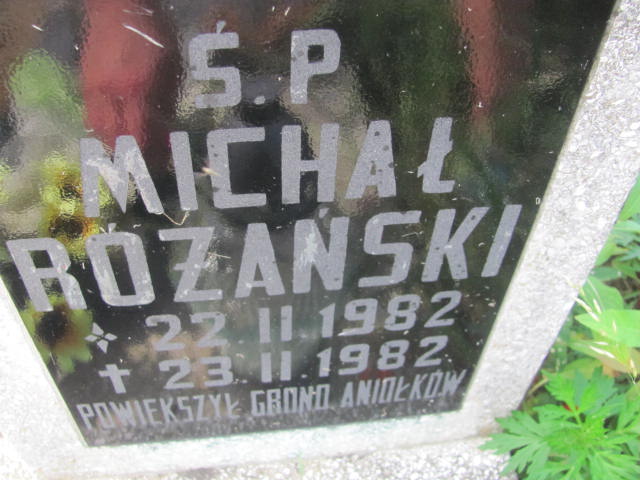 Ś.P
MICHAŁ
RÓŻAŃSKI
22 II 1982
✝ 23.II.1982
POWIĘKSZYŁ GRONO ANIOŁKÓW